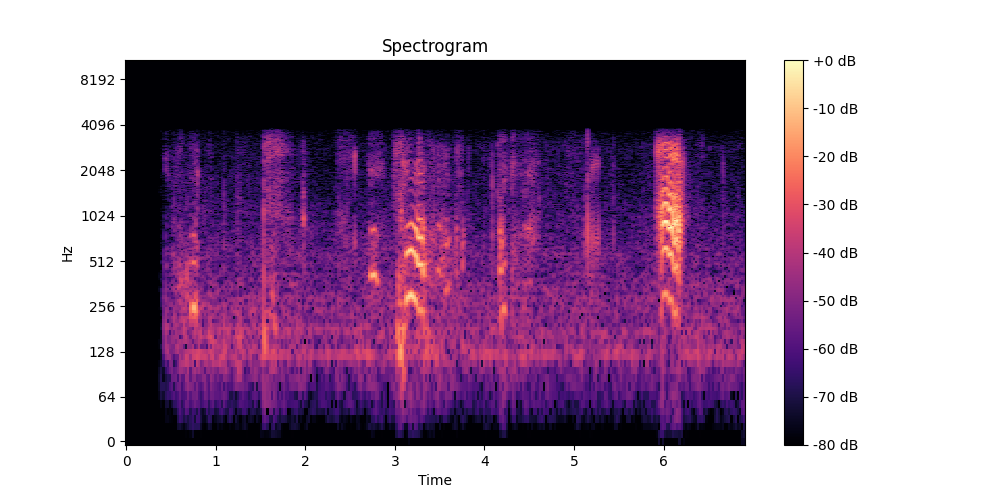 Spectrogram
Hz
8192
4096
2048
1024
512
256
128
64
0
0 1 2 3 4 5 6
Time
+0 dB
-10 dB
-20 dB
-30 dB
-40 dB
-50 dB
-60 dB
-70 dB
-80 dB